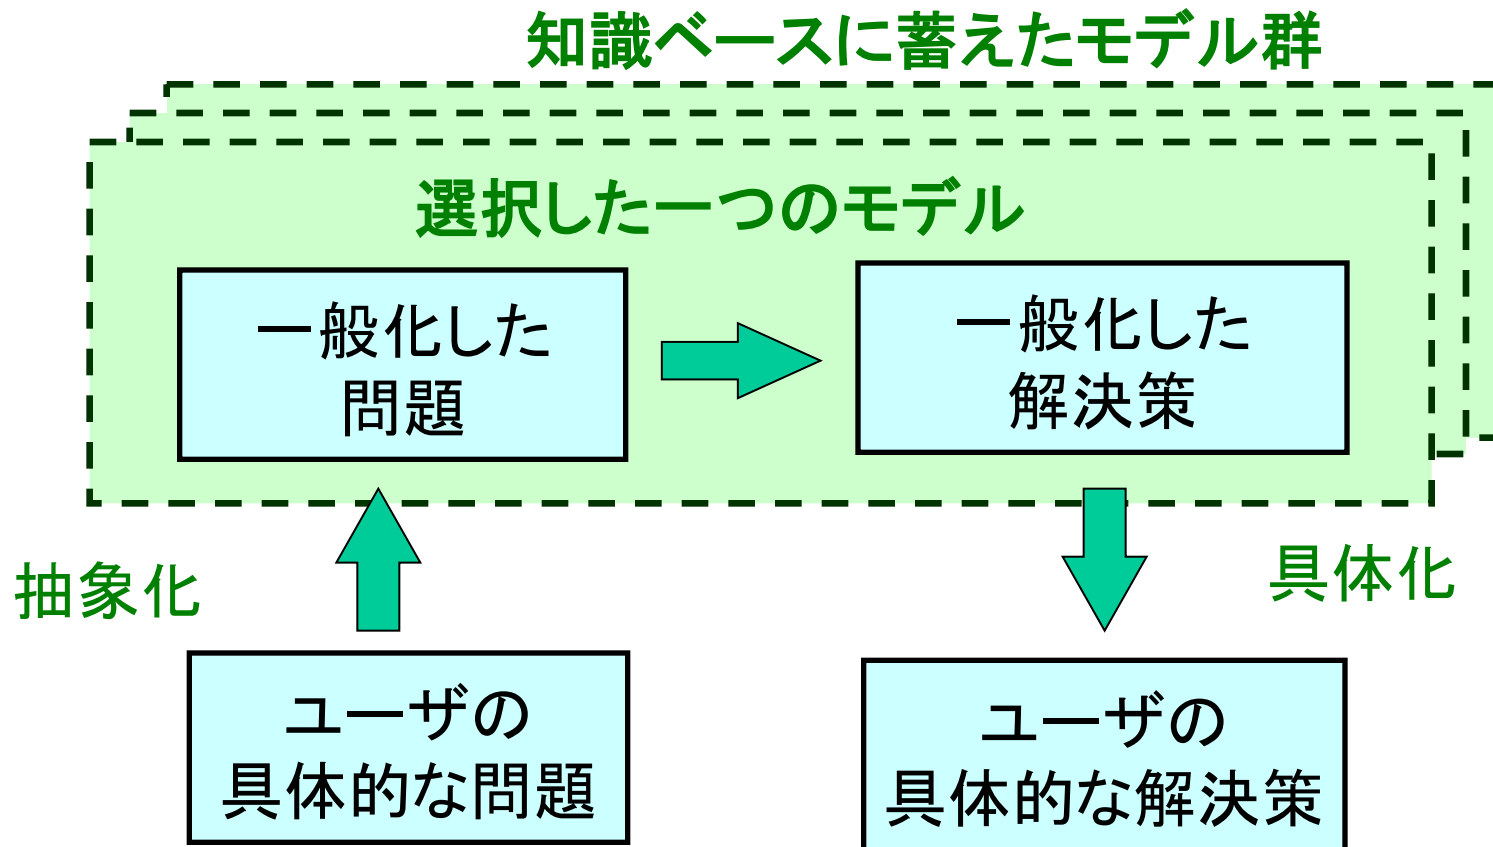 知識ベースに蓄えたモデル群
選択した一つのモデル
一般化した
問題
一般化した
解決策
抽象化
具体化
ユーザの
具体的な問題
ユーザの
具体的な解決策